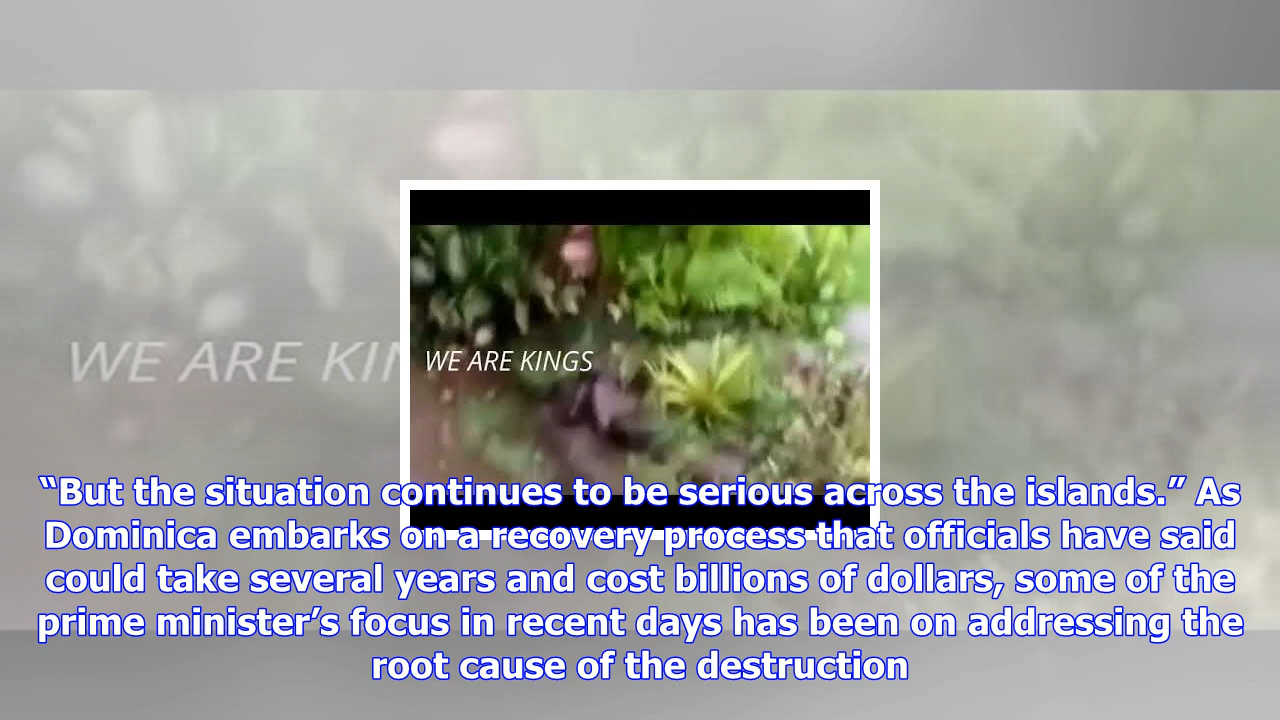 WE ARE KIN
WE ARE KINGS
“But the situation continues to be serious across the islands.” As
Dominica embarks on a recovery process that officials have said
could take several years and cost billions of dollars, some of the
prime minister’s focus in recent days has been on addressing the
root cause of the destruction